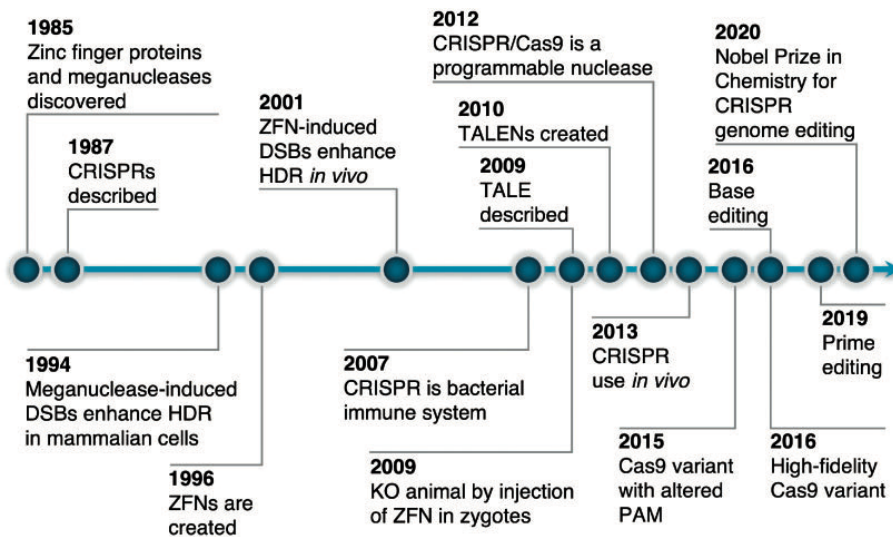 1985
Zinc finger proteins
and meganucleases
discovered
1987
CRISPRs
described
2001
ZFN-induced
DSBs enhance
HDR in vivo
2012
CRISPR/Cas9 is a
programmable nuclease
2010
TALENs created
2009
TALE
described
2020
Nobel Prize in
Chemistry for
CRISPR
genome editing
2016
Base
editing
1994
Meganuclease-induced
DSBs enhance HDR
in mammalian cells
1996
ZFNs are
created
2007
CRISPR is bacterial
immune system
2009
KO animal by injection
of ZFN in zygotes
2013
CRISPR
use in vivo
2015
Cas9 variant
with altered
PAM
2016
High-fidelity
Cas9 variant
2019
Prime
editing